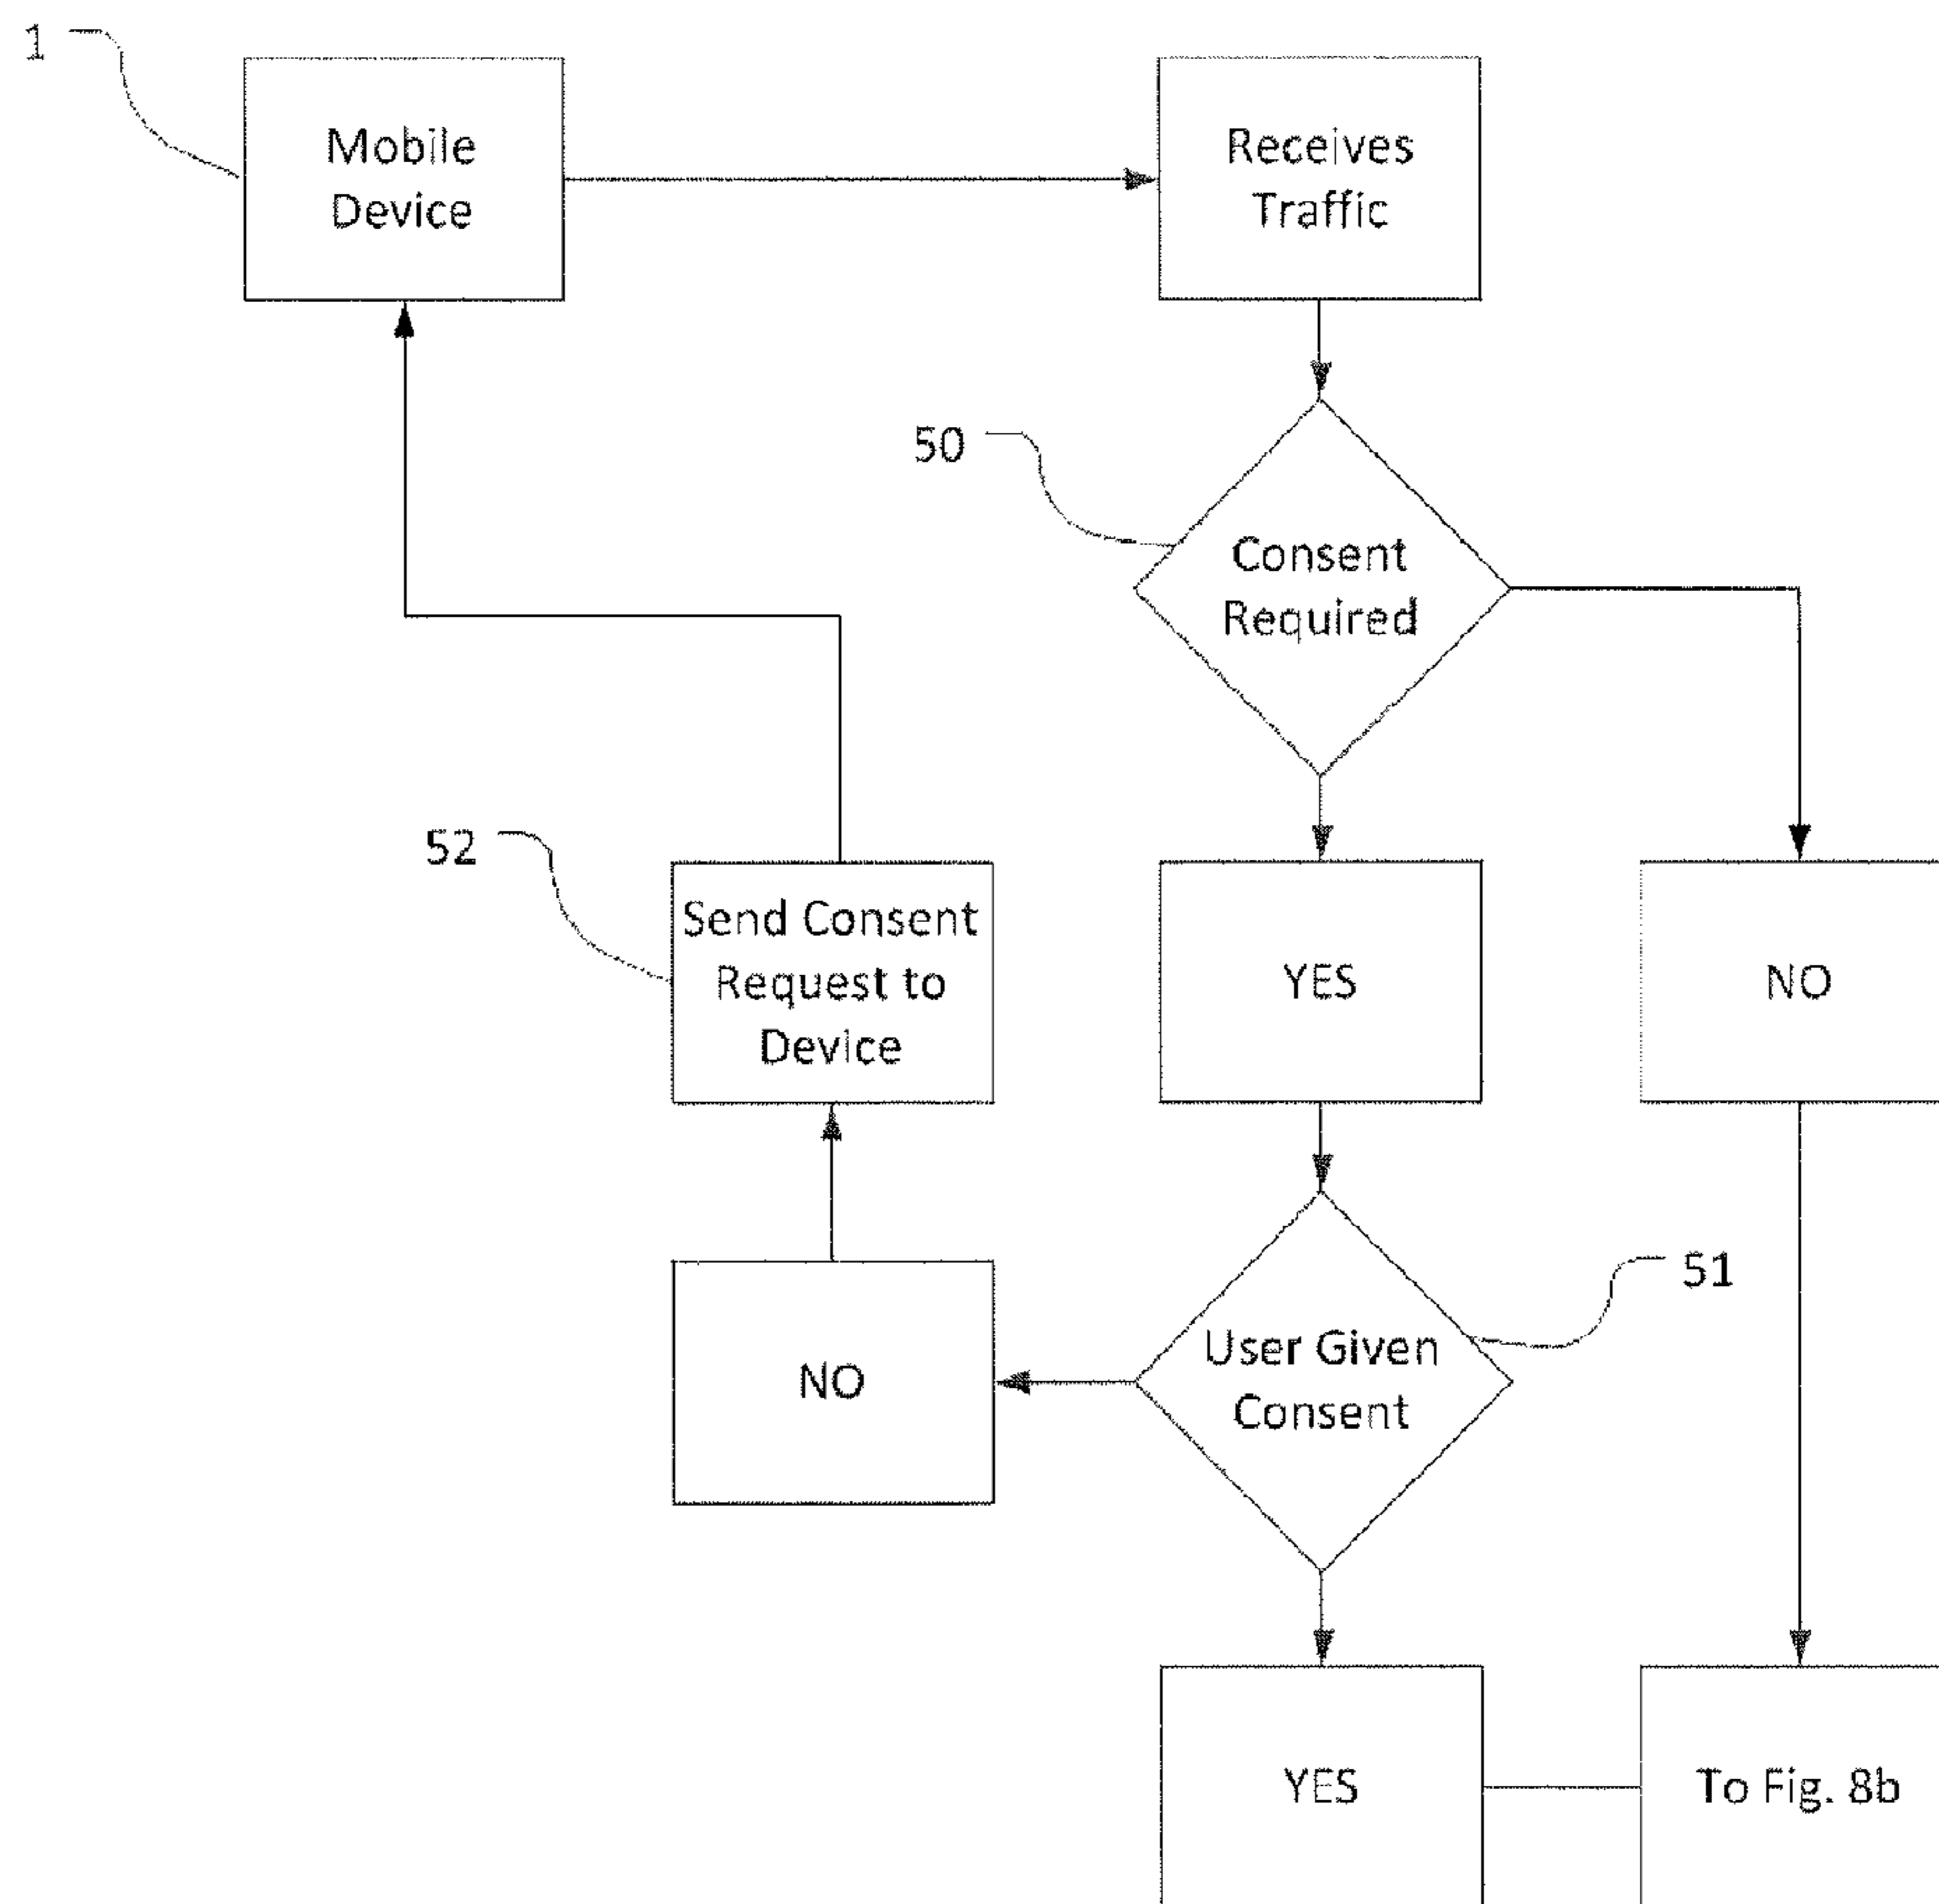 1
Mobile
Device
Receives
Traffic
50
Consent
Required
52
Send Consent
Request to
Device
YES
NO
51
NO
User Given
Consent
YES
To Fig. 8b